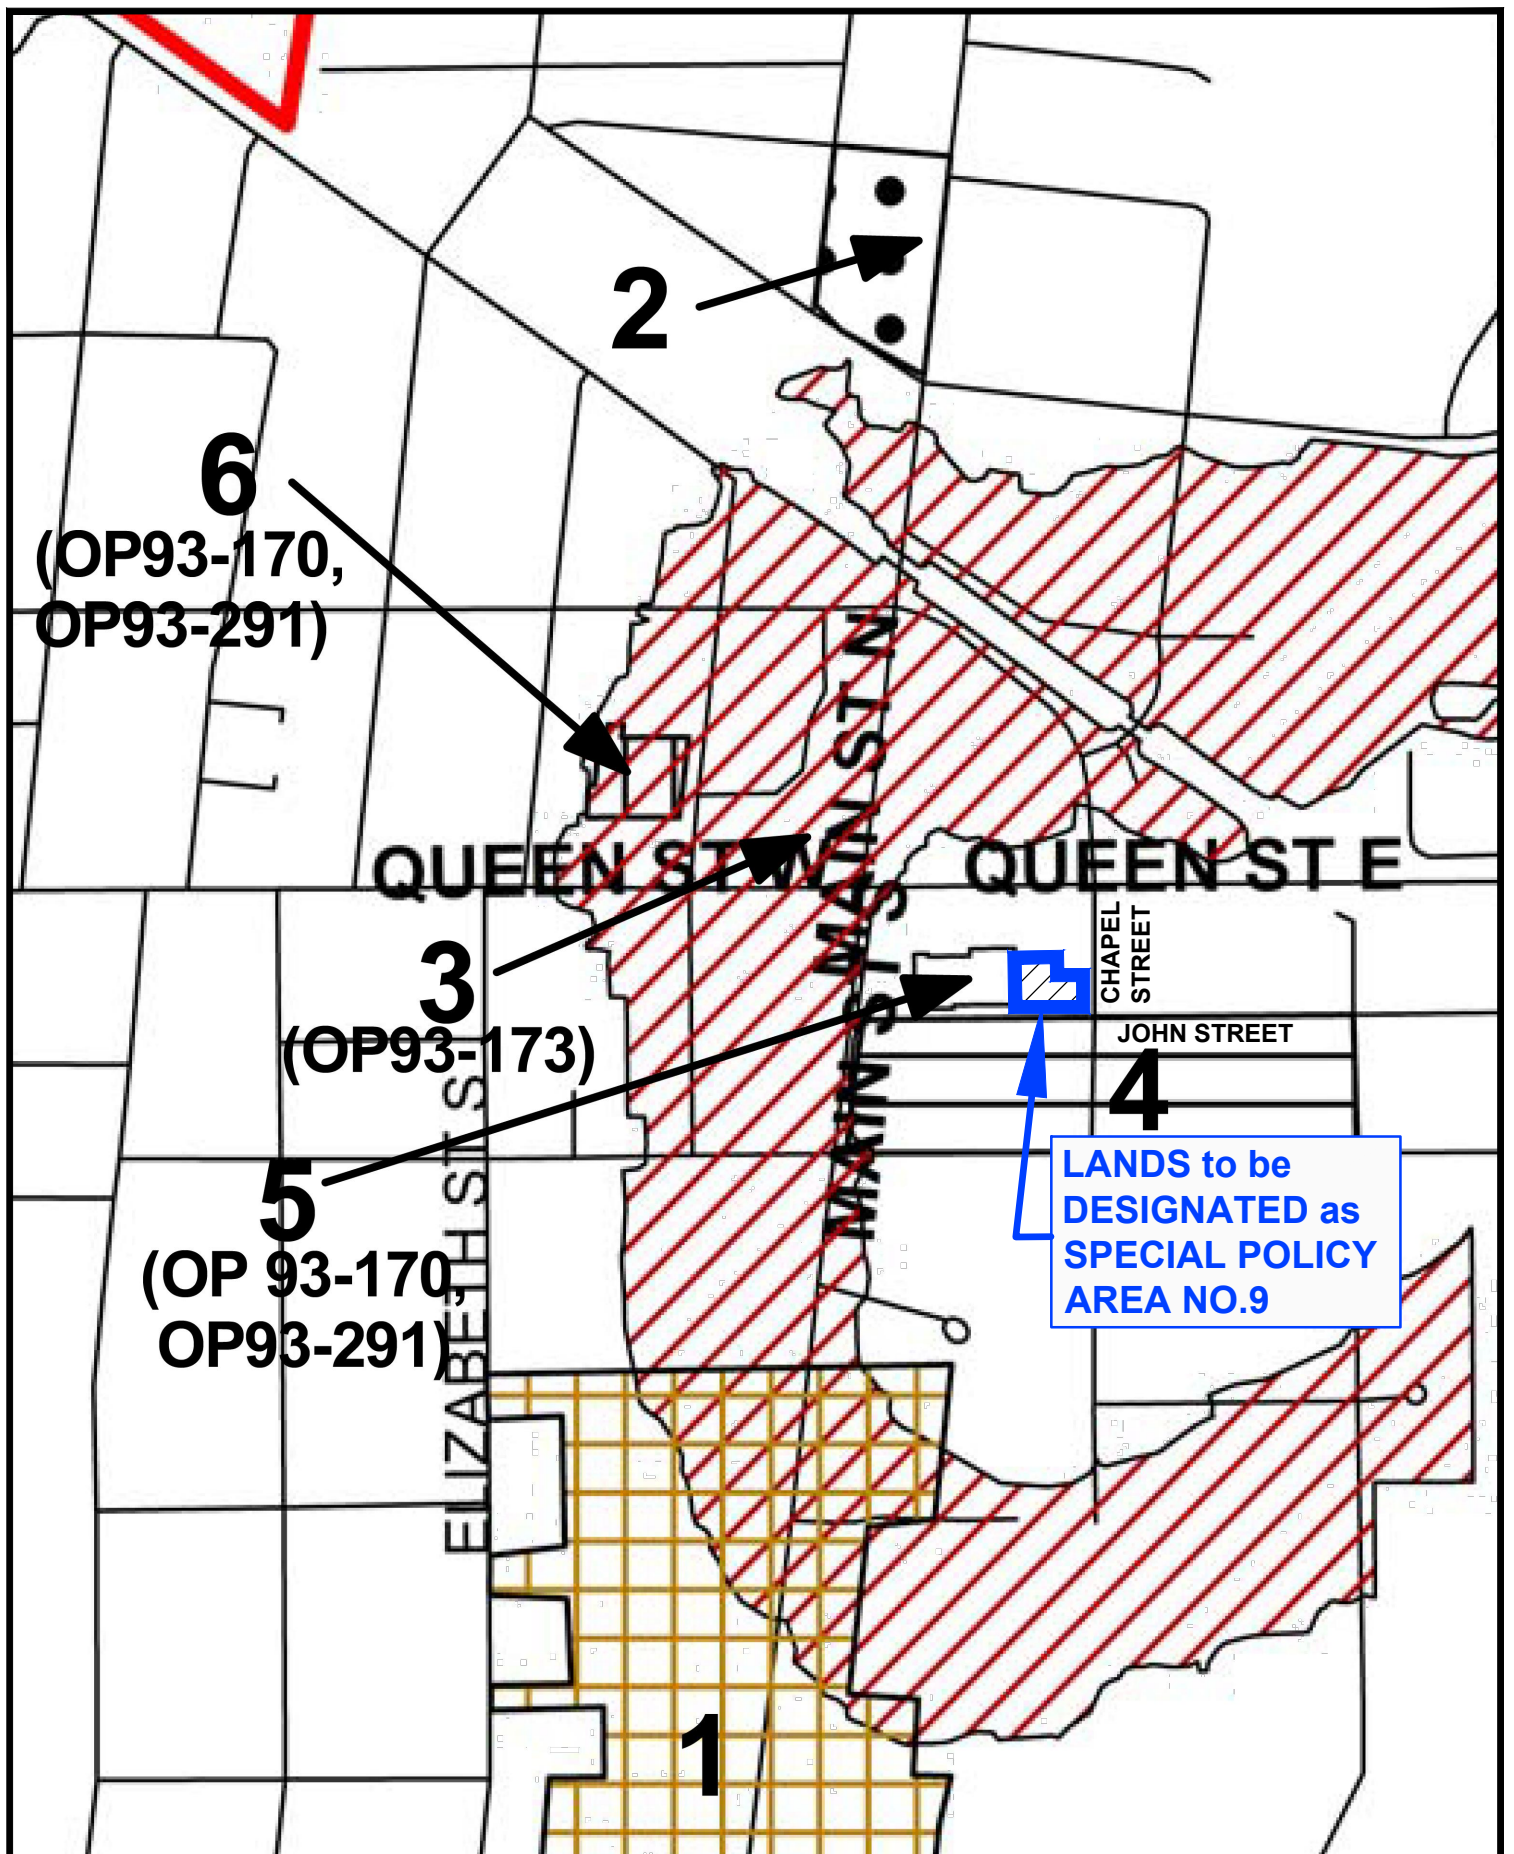 2
6
(OP93-170,
OP93-291)
MAIN ST N
QUEEN ST W
QUEEN ST E
3
(OP93-173)
MAIN ST S
CHAPEL
STREET
JOHN STREET
4
5
(OP 93-170,
OP93-291)
ELIZABETH ST S
MAIN
LANDS to be
DESIGNATED as
SPECIAL POLICY
AREA NO.9
1